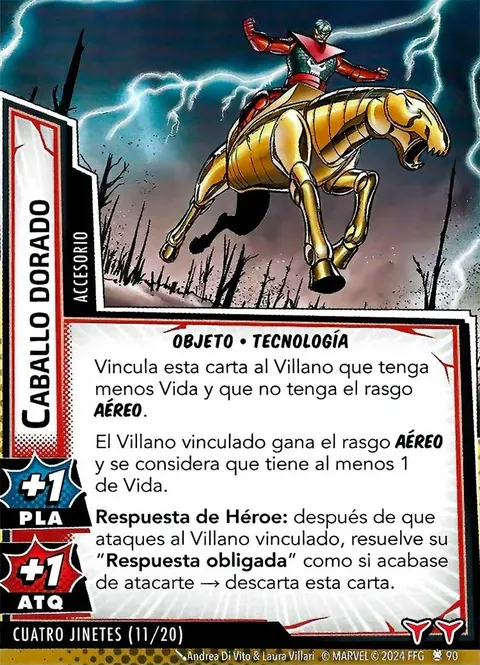 CABALLO DORADO
ACCESORIO
OBJETO • TECNOLOGÍA
Vincula esta carta al Villano que tenga
menos Vida y que no tenga el rasgo
AÉREO.
El Villano vinculado gana el rasgo AÉREO
y se considera que tiene al menos 1
de Vida.
Respuesta de Héroe: después de que
ataques al Villano vinculado, resuelve su
"Respuesta obligada" como si acabase
de atacarte → descarta esta carta.
+1
PLA
+1
ATQ
CUATRO JINETES (11/20)
Andrea Di Vito & Laura Villari © MARVEL © 2024 FFG 90